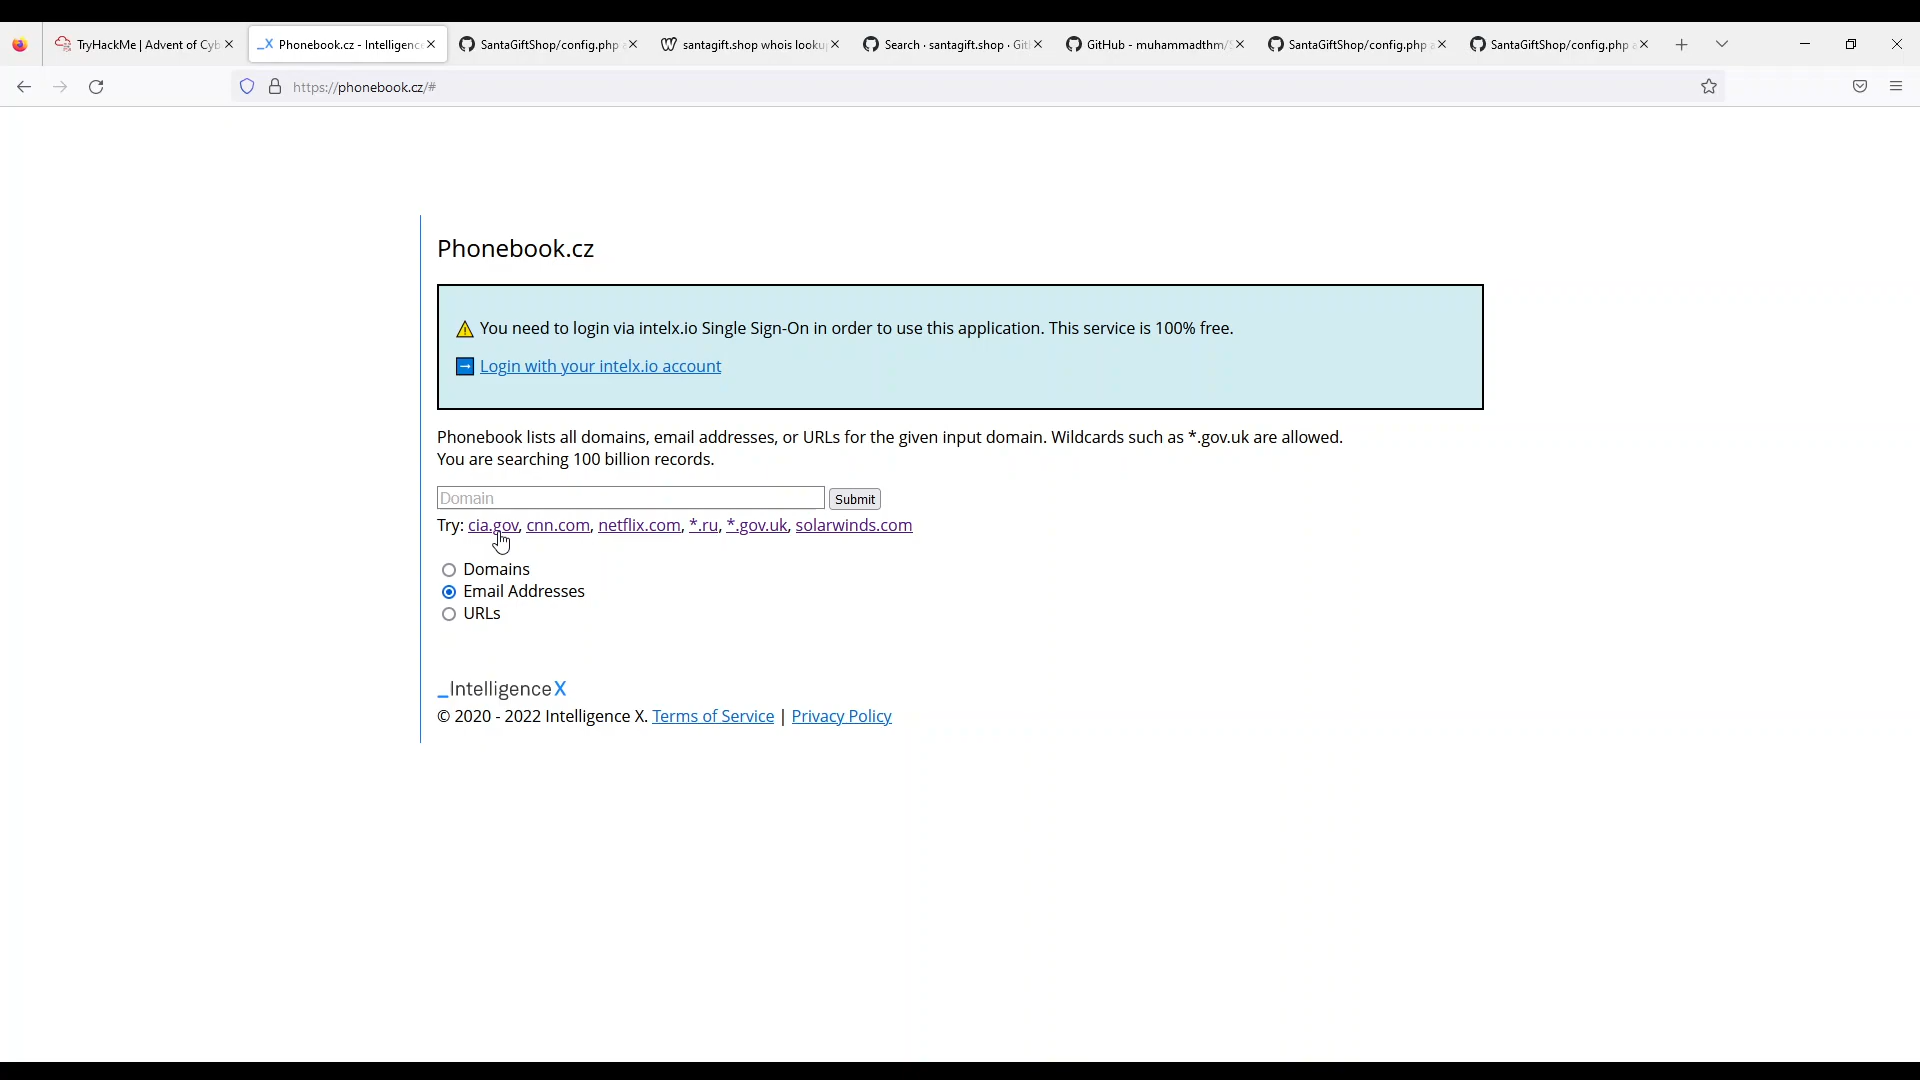 TryHackMe | Advent of Cyb
Phonebook.cz - Intelligenc
SantaGiftShop/config.php a
santagift.shop whois looku
Search · santagift.shop · Git
GitHub - muhammadthm/S
SantaGiftShop/config.php a
SantaGiftShop/config.php a
https://phonebook.cz/#
Phonebook.cz
You need to login via intelx.io Single Sign-On in order to use this application. This service is 100% free.
Login with your intelx.io account
Phonebook lists all domains, email addresses, or URLs for the given input domain. Wildcards such as *.gov.uk are allowed.
You are searching 100 billion records.
Domain
Submit
Try: cia.gov, cnn.com, netflix.com, *.ru, *.gov.uk, solarwinds.com
Domains
Email Addresses
URLs
_IntelligenceX
© 2020 - 2022 Intelligence X. Terms of Service | Privacy Policy